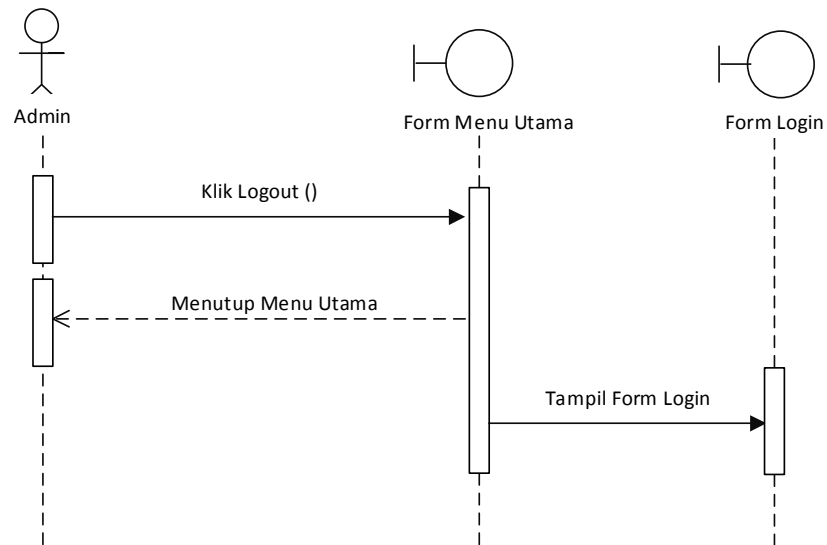 Admin
Form Menu Utama
Form Login
Klik Logout ()
Menutup Menu Utama
Tampil Form Login